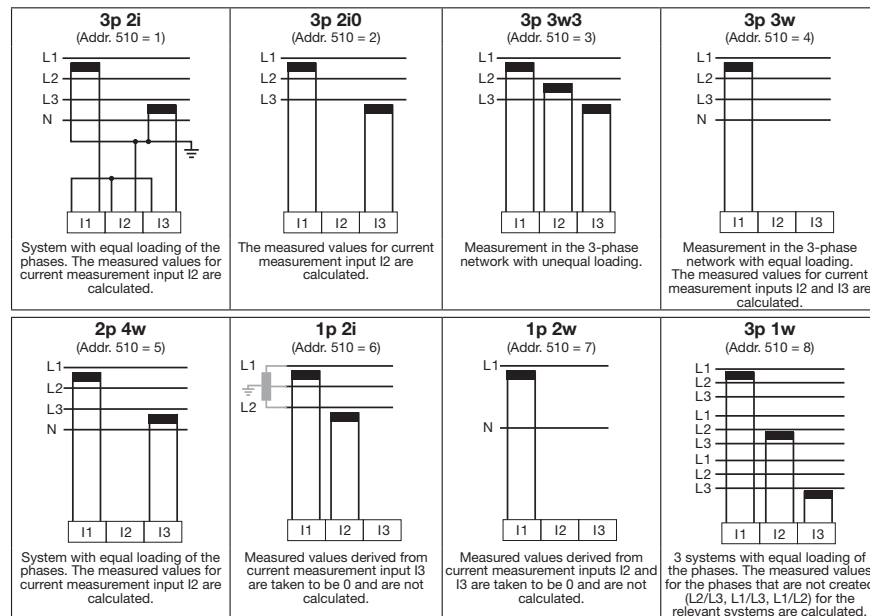 3p 2i
(Addr. 510 = 1)
L1
L2
L3
N
I1 I2 I3
System with equal loading of the
phases. The measured values for
current measurement input I2 are
calculated.
3p 2i0
(Addr. 510 = 2)
L1
L2
L3
I1 I2 I3
The measured values for current
measurement input I2 are
calculated.
3p 3w3
(Addr. 510 = 3)
L1
L2
L3
I1 I2 I3
Measurement in the 3-phase
network with unequal loading.
3p 3w
(Addr. 510 = 4)
L1
L2
L3
N
I1 I2 I3
Measurement in the 3-phase
network with equal loading.
The measured values for current
measurement inputs I2 and I3 are
calculated.
2p 4w
(Addr. 510 = 5)
L1
L2
L3
N
I1 I2 I3
System with equal loading of the
phases. The measured values for
current measurement input I2 are
calculated.
1p 2i
(Addr. 510 = 6)
L1
L2
I1 I2 I3
Measured values derived from
current measurement input I3
are taken to be 0 and are not
calculated.
1p 2w
(Addr. 510 = 7)
L1
N
I1 I2 I3
Measured values derived from
current measurement inputs I2 and
I3 are taken to be 0 and are not
calculated.
3p 1w
(Addr. 510 = 8)
L1
L2
L3
L1
L2
L3
L1
L2
L3
I1 I2 I3
3 systems with equal loading of
the phases. The measured values
for the phases that are not created
(L2/L3, L1/L3, L1/L2) for the
relevant systems are calculated.